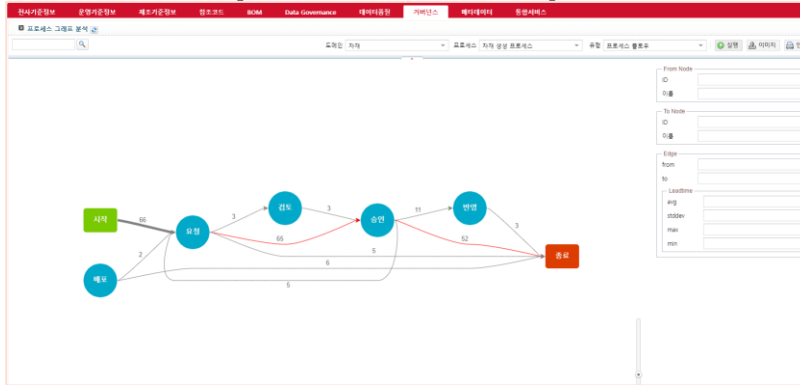 전사기준정보 운영기준정보 제조기준정보 참조코드 BOM Data Governance 데이터품질 거버넌스 메타데이터 통합서비스
프로세스 그래프 분석
도메인 자재 프로세스 자재 생성 프로세스 유형 프로세스 플로우 실행 이미지
From Node
ID
이름
To Node
ID
이름
Edge
from
to
Leadtime
avg
stddev
max
min
시작 66 요청 3 검토 3 승인 11 반영 3
65 62
2 5 종료
배포 6
5